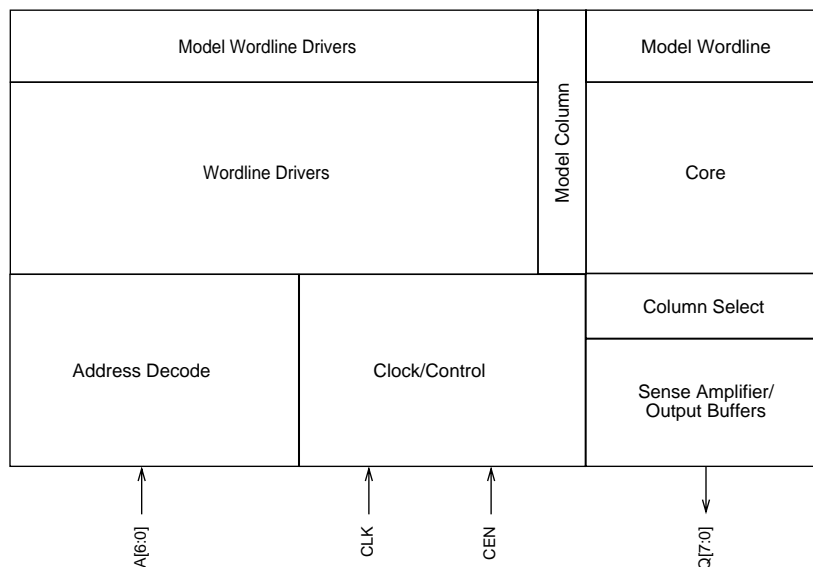 Model Wordline Drivers
Model Wordline
Model Column
Wordline Drivers
Core
Column Select
Address Decode
Clock/Control
Sense Amplifier/
Output Buffers
A[6:0]
CLK
CEN
Q[7:0]